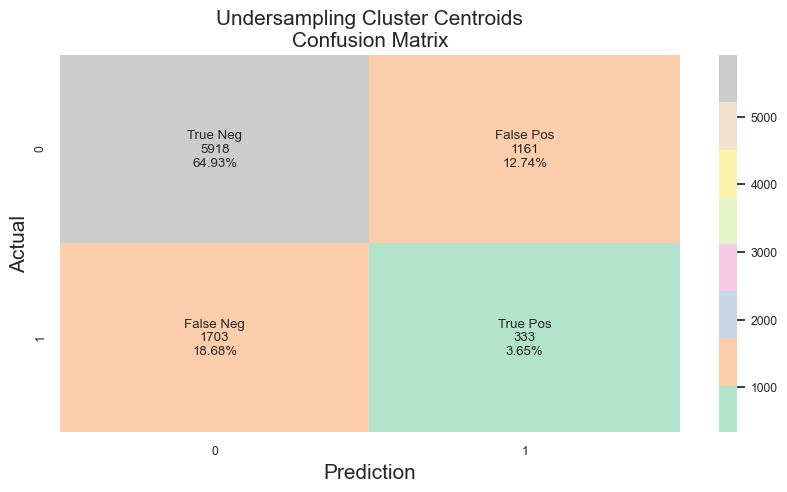 Undersampling Cluster Centroids
Confusion Matrix
True Neg
5918
64.93%
False Pos
1161
12.74%
False Neg
1703
18.68%
True Pos
333
3.65%
0
1
Actual
0
1
Prediction
5000
4000
3000
2000
1000